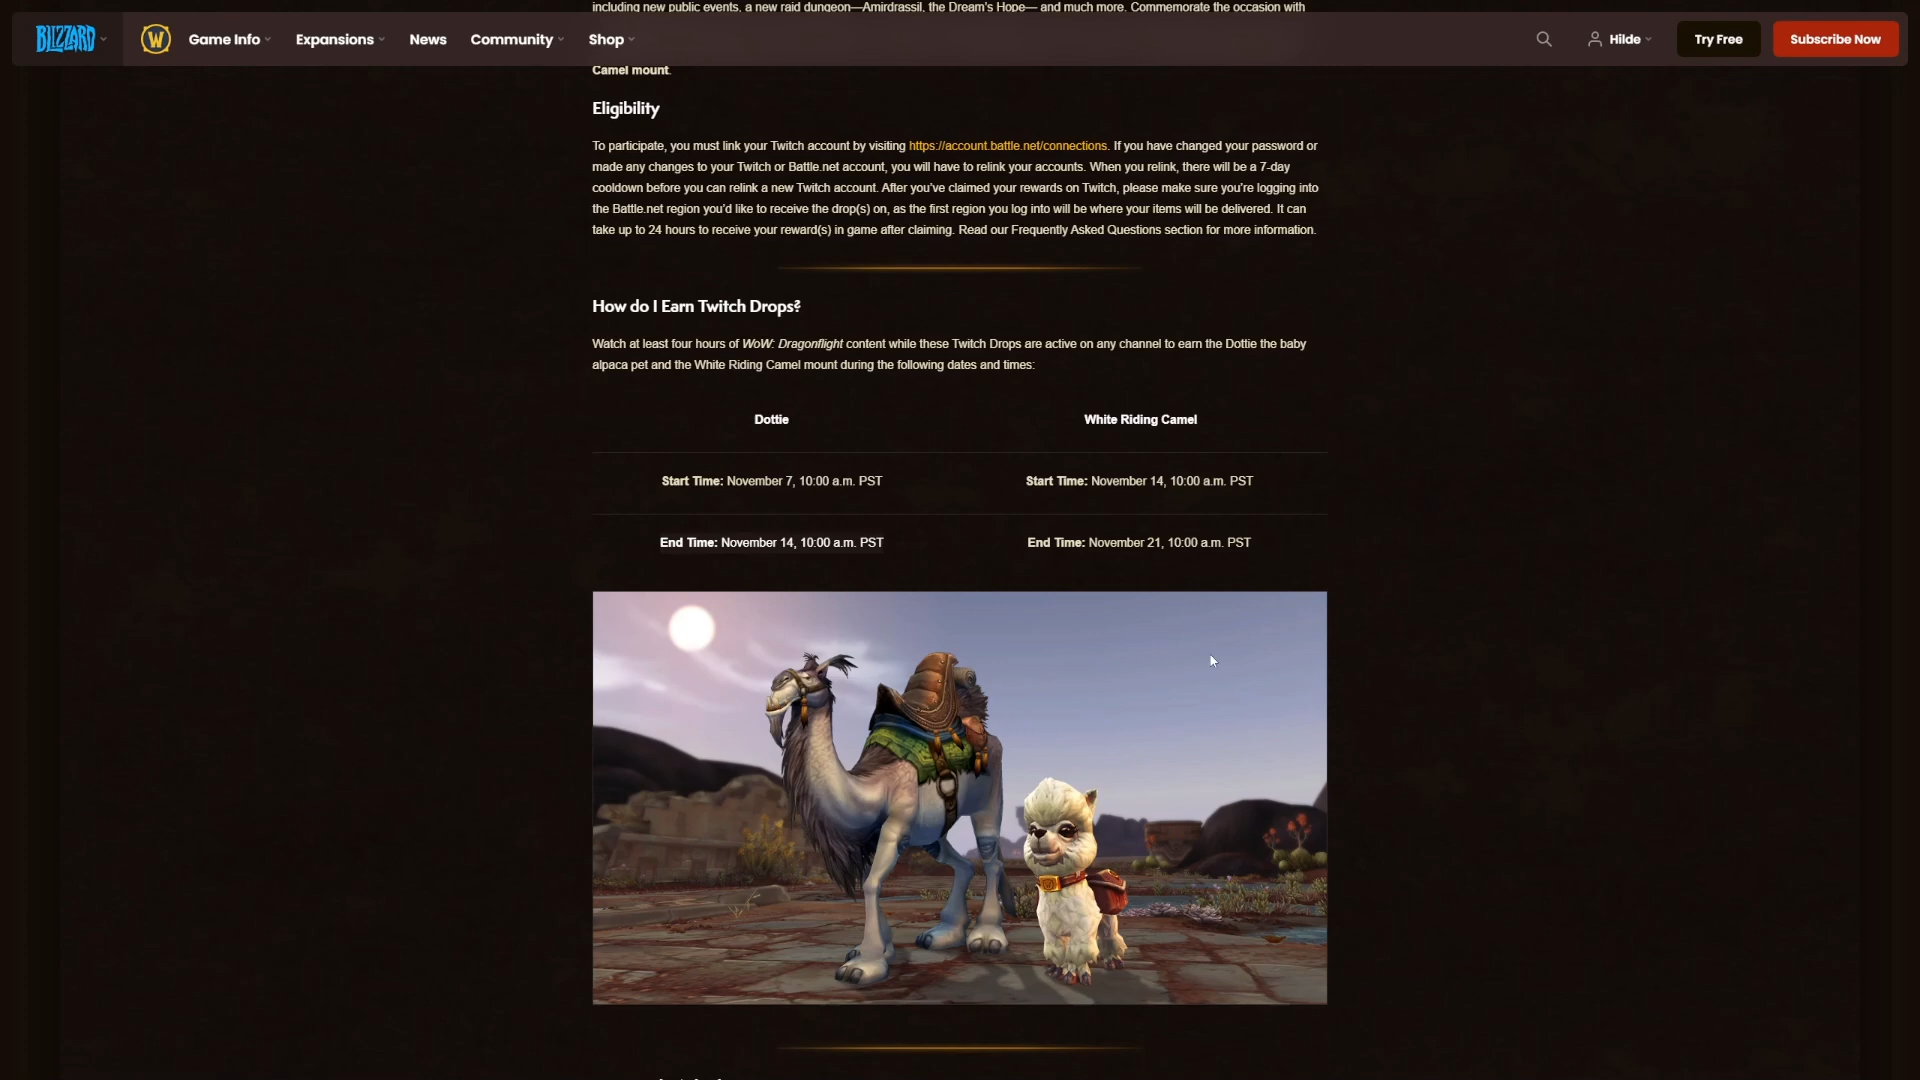 including new public events, a new raid dungeon—Amirdrassil, the Dream's Hope— and much more. Commemorate the occasion with
BLIZZARD
W
Game Info
Expansions
News
Community
Shop
Hilde
Try Free
Subscribe Now
Camel mount.
Eligibility
To participate, you must link your Twitch account by visiting https://account.battle.net/connections. If you have changed your password or
made any changes to your Twitch or Battle.net account, you will have to relink your accounts. When you relink, there will be a 7-day
cooldown before you can relink a new Twitch account. After you've claimed your rewards on Twitch, please make sure you're logging into
the Battle.net region you'd like to receive the drop(s) on, as the first region you log into will be where your items will be delivered. It can
take up to 24 hours to receive your reward(s) in game after claiming. Read our Frequently Asked Questions section for more information.
How do I Earn Twitch Drops?
Watch at least four hours of WoW: Dragonflight content while these Twitch Drops are active on any channel to earn the Dottie the baby
alpaca pet and the White Riding Camel mount during the following dates and times:
Dottie
White Riding Camel
Start Time: November 7, 10:00 a.m. PST
Start Time: November 14, 10:00 a.m. PST
End Time: November 14, 10:00 a.m. PST
End Time: November 21, 10:00 a.m. PST